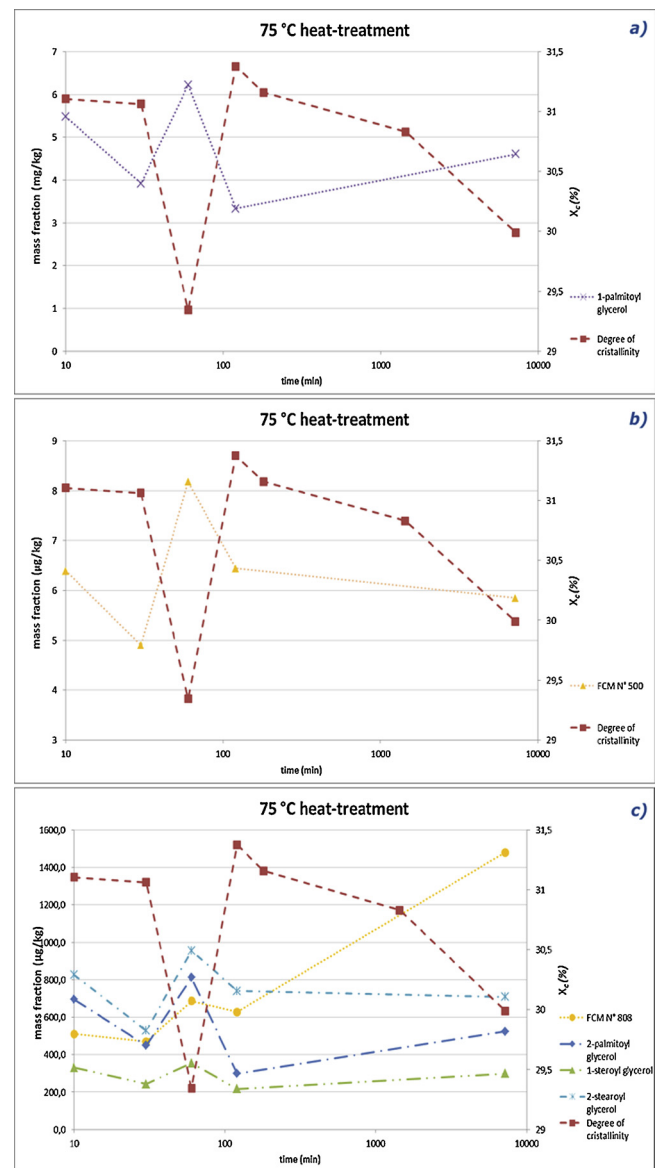 75 °C heat-treatment
a)
7
6
5
4
3
2
1
0
mass fraction (mg/kg)
31,5
31
30,5
30
29,5
29
Xc(%)
10
100
1000
10000
time (min)
1-palmitoyl
glycerol
Degree of
cristallinity
75 °C heat-treatment
b)
9
8
7
6
5
4
3
mass fraction (µg/kg)
31,5
31
30,5
30
29,5
29
Xc(%)
10
100
1000
10000
time (min)
FCM N° 500
Degree of
cristallinity
75 °C heat-treatment
c)
1600,0
1400,0
1200,0
1000,0
800,0
600,0
400,0
200,0
0,0
mass fraction (µg/kg)
31,5
31
30,5
30
29,5
29
Xc(%)
10
100
1000
10000
time (min)
FCM N° 808
2-palmitoyl
glycerol
1-steroyl glycerol
2-stearoyl
glycerol
Degree of
cristallinity